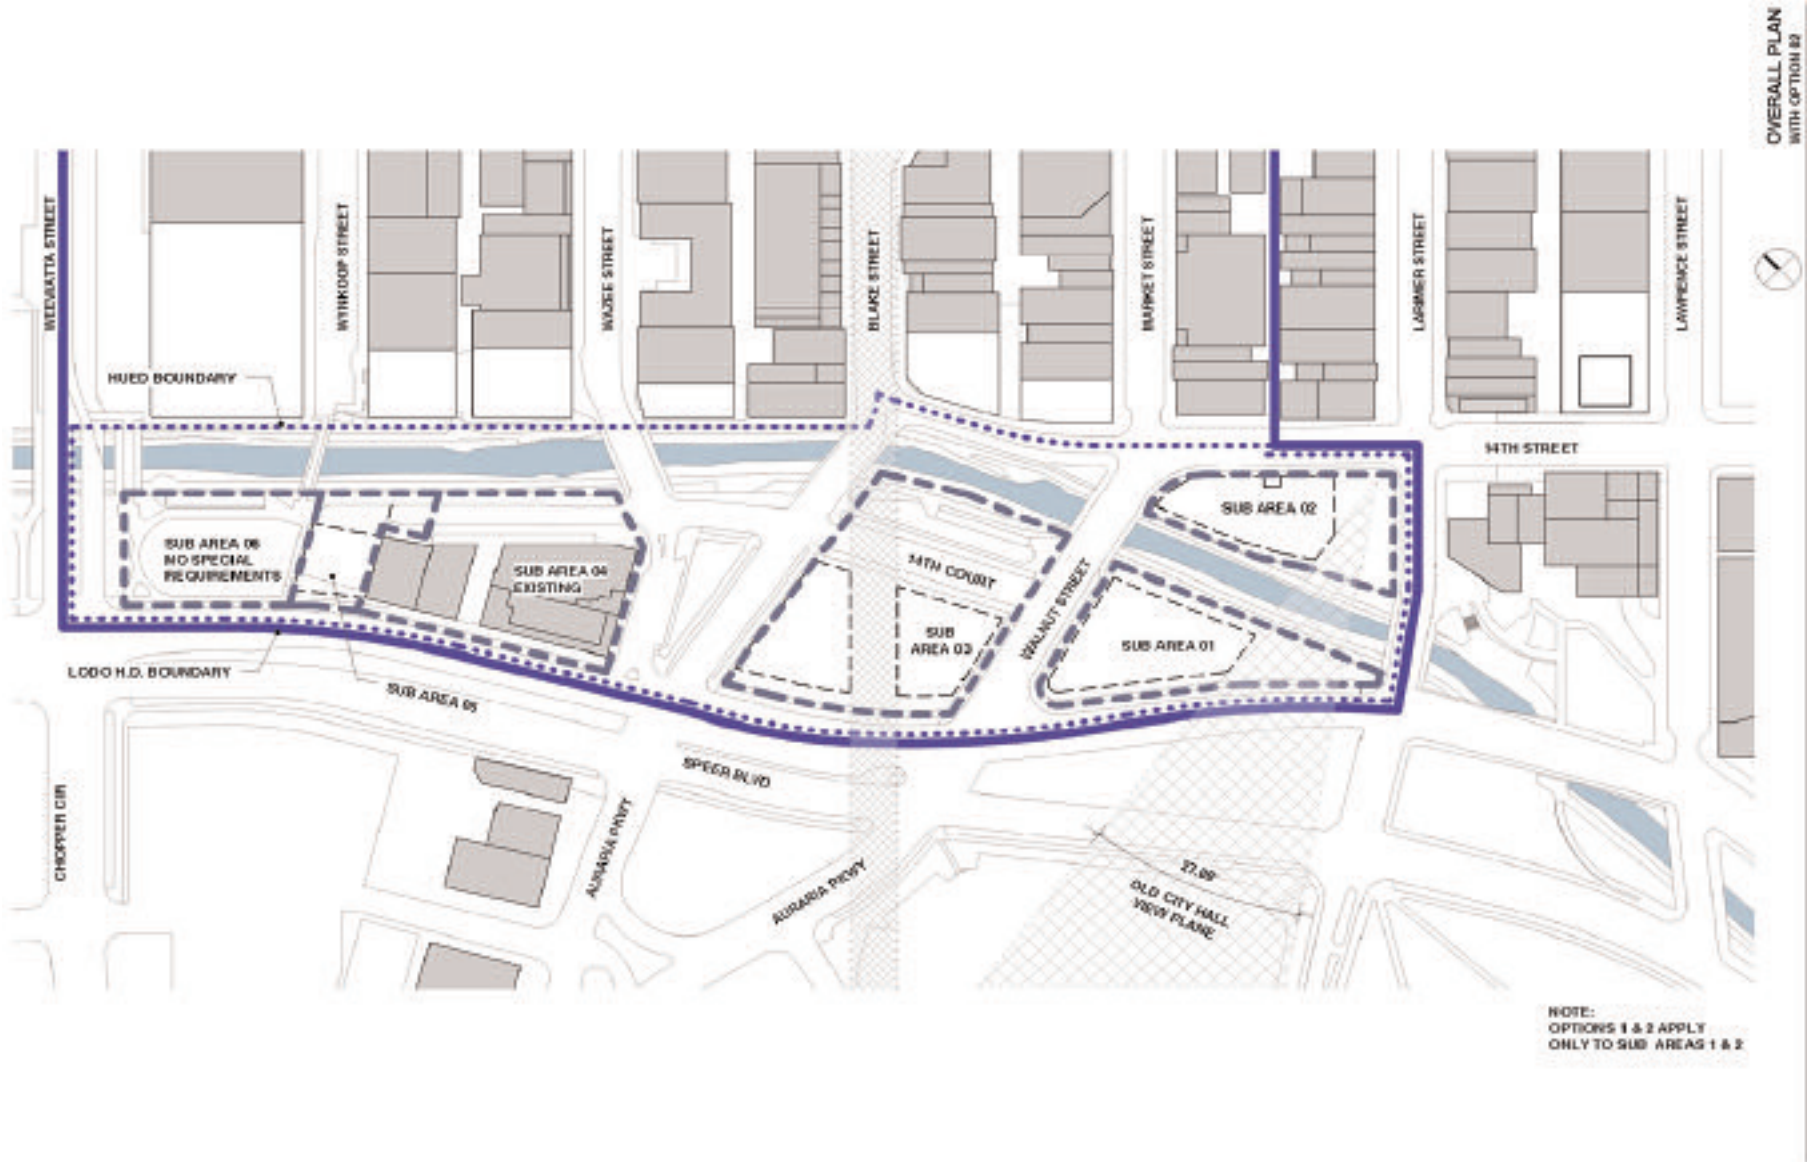 OVERALL PLAN
WITH OPTION 02
WEEWATTA STREET
WYNKOOP STREET
WAZEE STREET
BLAKE STREET
MARKET STREET
LARIMER STREET
LAWRENCE STREET
HUED BOUNDARY
14TH STREET
SUB AREA 06
NO SPECIAL
REQUIREMENTS
SUB AREA 04
EXISTING
14TH COURT
SUB AREA 02
WALNUT STREET
SUB
AREA 03
SUB AREA 01
LODO H.D. BOUNDARY
SUB AREA 05
SPEER BLVD
CHOPPER CIR
AURARIA PKWY
AURARIA PKWY
27.09'
OLD CITY HALL
VIEW PLANE
NOTE:
OPTIONS 1 & 2 APPLY
ONLY TO SUB AREAS 1 & 2